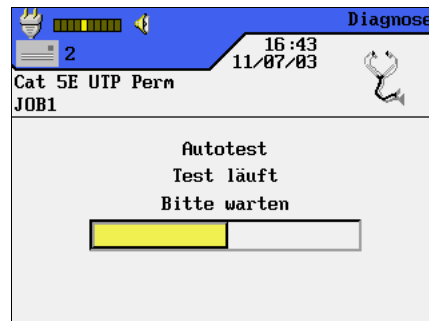 Diagnose
2
16:43
11/07/03
Cat 5E UTP Perm
JOB1
Autotest
Test läuft
Bitte warten